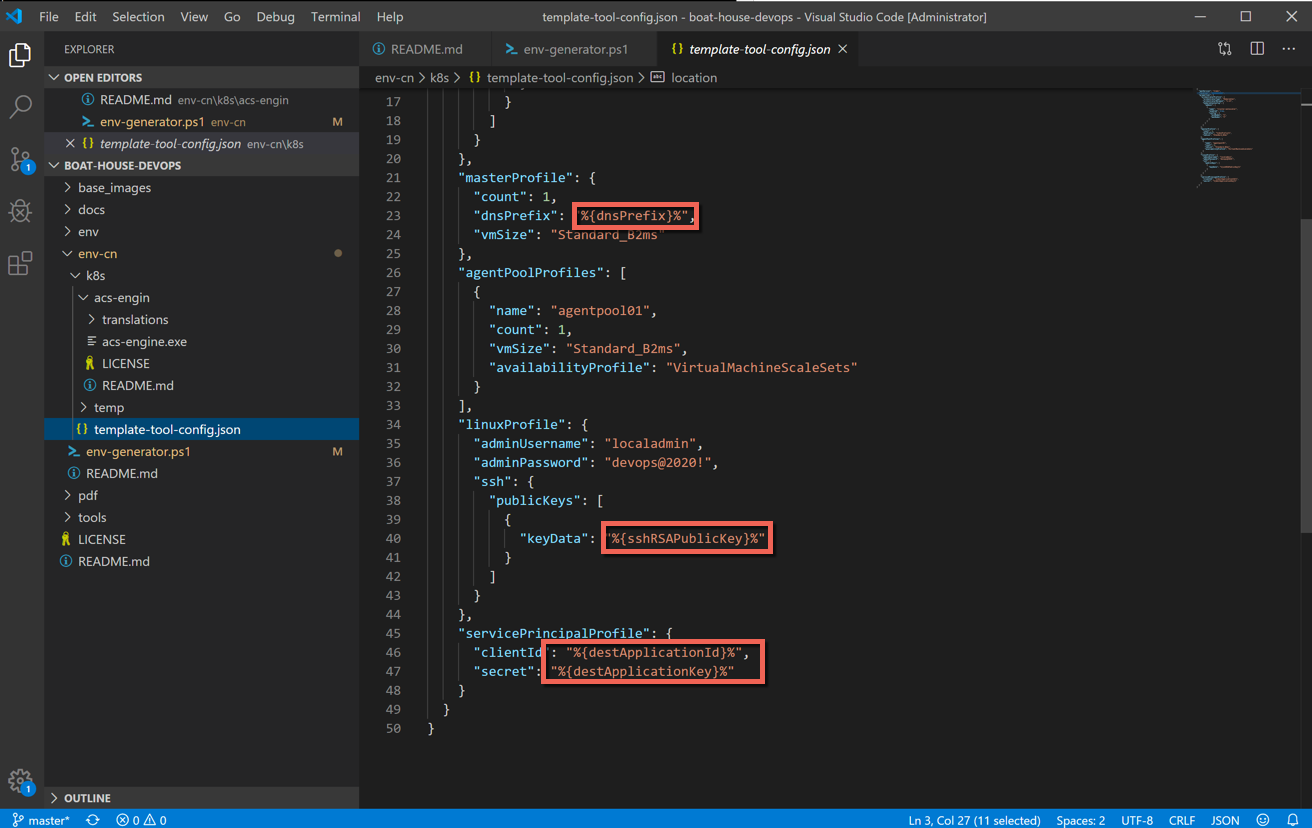 File Edit Selection View Go Debug Terminal Help template-tool-config.json - boat-house-devops - Visual Studio Code [Administrator]
EXPLORER
OPEN EDITORS
README.md env-cn\k8s\acs-engin
env-generator.ps1 env-cn M
template-tool-config.json env-cn\k8s
BOAT-HOUSE-DEVOPS
base_images
docs
env
env-cn
k8s
acs-engin
translations
acs-engine.exe
LICENSE
README.md
temp
template-tool-config.json
env-generator.ps1 M
README.md
pdf
tools
LICENSE
README.md
OUTLINE
1
1
README.md env-generator.ps1 template-tool-config.json
env-cn > k8s > {} template-tool-config.json > abc location
17 }
18 ]
19 }
20 },
21 "masterProfile": {
22 "count": 1,
23 "dnsPrefix": "%{dnsPrefix}%",
24 "vmSize": "Standard_B2ms"
25 },
26 "agentPoolProfiles": [
27 {
28 "name": "agentpool01",
29 "count": 1,
30 "vmSize": "Standard_B2ms",
31 "availabilityProfile": "VirtualMachineScaleSets"
32 }
33 ],
34 "linuxProfile": {
35 "adminUsername": "localadmin",
36 "adminPassword": "devops@2020!",
37 "ssh": {
38 "publicKeys": [
39 {
40 "keyData": "%{sshRSAPublicKey}%"
41 }
42 ]
43 }
44 },
45 "servicePrincipalProfile": {
46 "clientId": "%{destApplicationId}%",
47 "secret": "%{destApplicationKey}%"
48 }
49 }
50 }
master* 0 0 Ln 3, Col 27 (11 selected) Spaces: 2 UTF-8 CRLF JSON